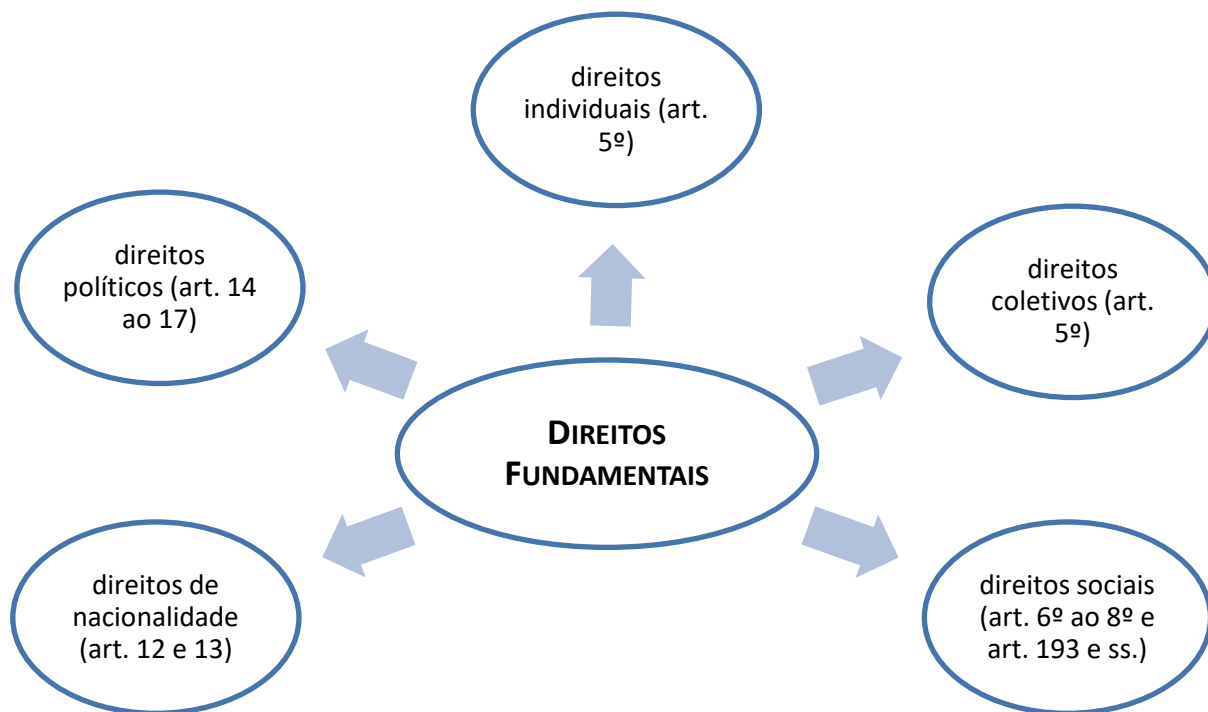 direitos
individuais (art.
5º)
direitos
políticos (art. 14
ao 17)
direitos
coletivos (art.
5º)
DIREITOS
FUNDAMENTAIS
direitos de
nacionalidade
(art. 12 e 13)
direitos sociais
(art. 6º ao 8º e
art. 193 e ss.)